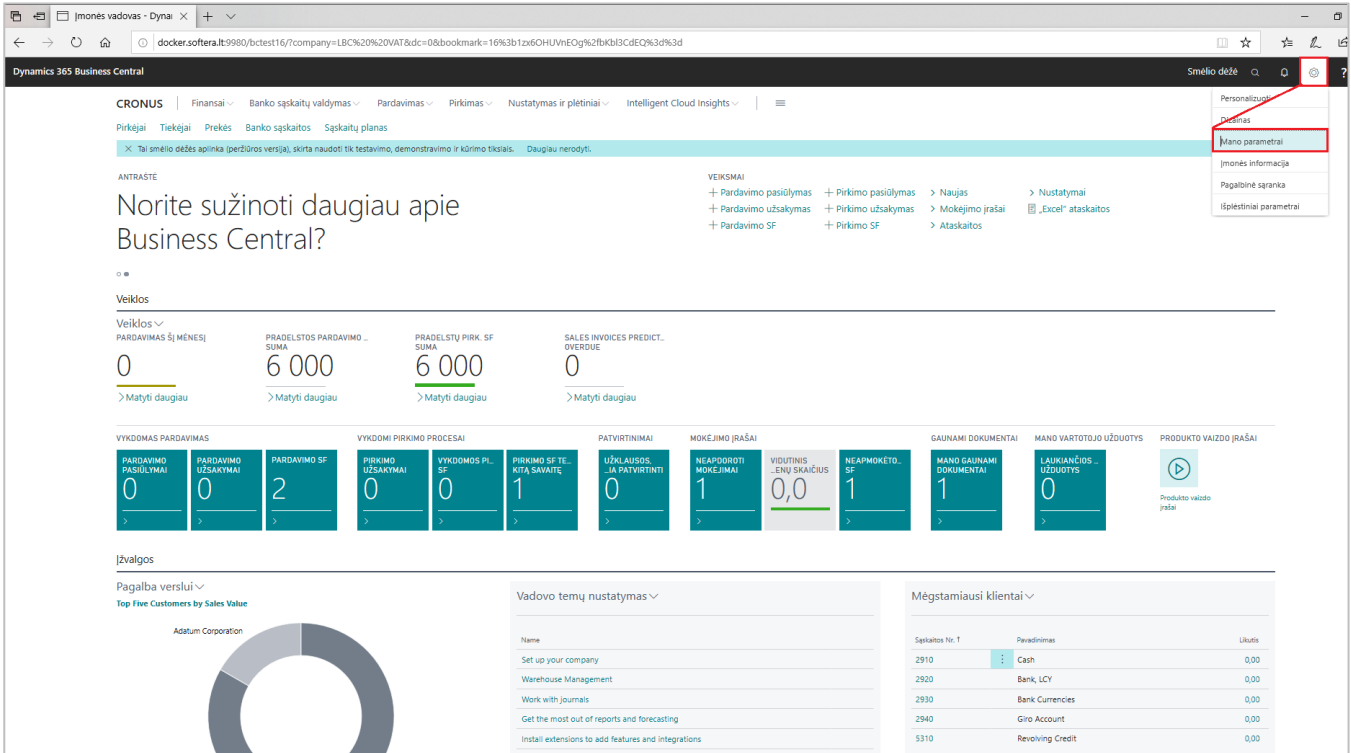 Įmonės vadovas - Dynar
docker.softera.lt:9980/bctest16/?company=LBC%20%20VAT&dc=0&bookmark=16%3b1zx6OHUVnEOg%2fbKbl3CdEQ%3d%3d
Dynamics 365 Business Central
Smėlio dėžė
?
CRONUS
Finansai
Banko sąskaitų valdymas
Pardavimas
Pirkimas
Nustatymas ir plėtiniai
Intelligent Cloud Insights
Personalizuoti
Dizainas
Mano parametrai
Įmonės informacija
Pagalbinė sąranka
Išplėstiniai parametrai
Pirkėjai
Tiekėjai
Prekės
Banko sąskaitos
Sąskaitų planas
Tai smėlio dėžės aplinka (peržiūros versija), skirta naudoti tik testavimo, demonstravimo ir kūrimo tikslais. Daugiau nerodyti.
ANTRAŠTĖ
Norite sužinoti daugiau apie
Business Central?
VEIKSMAI
+ Pardavimo pasiūlymas
+ Pirkimo pasiūlymas
> Naujas
> Nustatymai
+ Pardavimo užsakymas
+ Pirkimo užsakymas
> Mokėjimo įrašai
„Excel“ ataskaitos
+ Pardavimo SF
+ Pirkimo SF
> Ataskaitos
Veiklos
Veiklos
PARDAVIMAS ŠĮ MĖNESĮ
0
>Matyti daugiau
PRADELSTOS PARDAVIMO ...
SUMA
6 000
>Matyti daugiau
PRADELSTŲ PIRK. SF
SUMA
6 000
>Matyti daugiau
SALES INVOICES PREDICT...
OVERDUE
0
>Matyti daugiau
VYKDOMAS PARDAVIMAS
PARDAVIMO
PASIŪLYMAI
0
PARDAVIMO
UŽSAKYMAI
0
PARDAVIMO SF
2
VYKDOMI PIRKIMO PROCESAI
PIRKIMO
UŽSAKYMAI
0
VYKDOMOS PI...
SF
0
PIRKIMO SF TE...
KITĄ SAVAITĘ
1
PATVIRTINIMAI
UŽKLAUSOS,
...IA PATVIRTINTI
0
MOKĖJIMO ĮRAŠAI
NEAPDOROTI
MOKĖJIMAI
1
VIDUTINIS
...ENŲ SKAIČIUS
0,0
NEAPMOKĖTO...
SF
1
GAUNAMI DOKUMENTAI
MANO GAUNAMI
DOKUMENTAI
1
MANO VARTOTOJO UŽDUOTYS
LAUKIANČIOS ...
UŽDUOTYS
0
PRODUKTO VAIZDO ĮRAŠAI
Produkto vaizdo
įrašai
Įžvalgos
Pagalba verslui
Top Five Customers by Sales Value
Adatum Corporation
Vadovo temų nustatymas
Name
Set up your company
Warehouse Management
Work with journals
Get the most out of reports and forecasting
Install extensions to add features and integrations
Mėgstamiausi klientai
Sąskaitos Nr. ↑
Pavadinimas
Likutis
2910
Cash
0,00
2920
Bank, LCY
0,00
2930
Bank Currencies
0,00
2940
Giro Account
0,00
5310
Revolving Credit
0,00